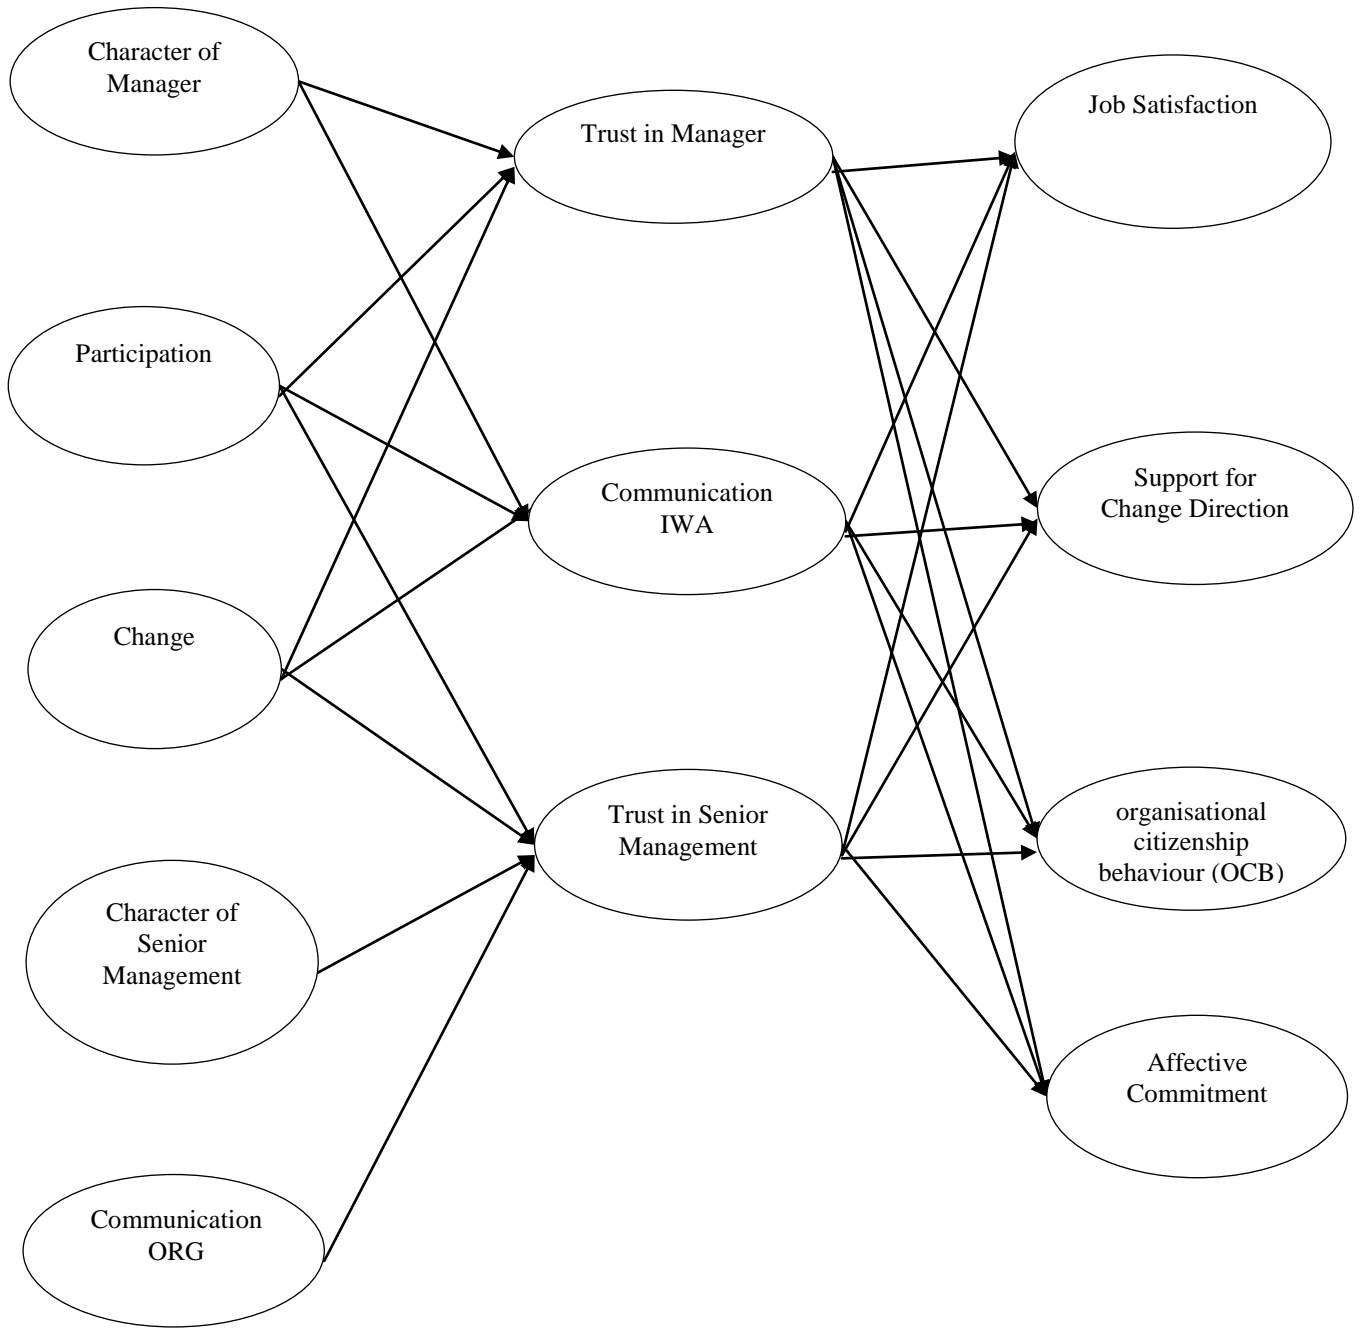 Character of
Manager
Trust in Manager
Job Satisfaction
Participation
Communication
IWA
Support for
Change Direction
Change
Trust in Senior
Management
organisational
citizenship
behaviour (OCB)
Character of
Senior
Management
Affective
Commitment
Communication
ORG